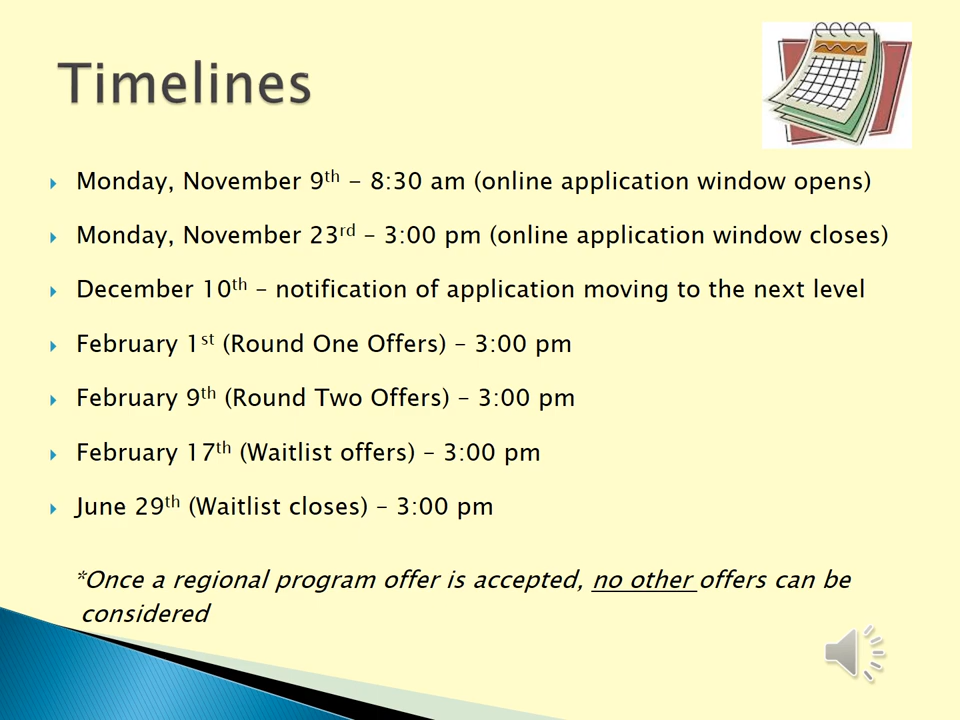 Timelines
Monday, November 9th - 8:30 am (online application window opens)
Monday, November 23rd – 3:00 pm (online application window closes)
December 10th – notification of application moving to the next level
February 1st (Round One Offers) – 3:00 pm
February 9th (Round Two Offers) – 3:00 pm
February 17th (Waitlist offers) – 3:00 pm
June 29th (Waitlist closes) – 3:00 pm
*Once a regional program offer is accepted, no other offers can be
considered